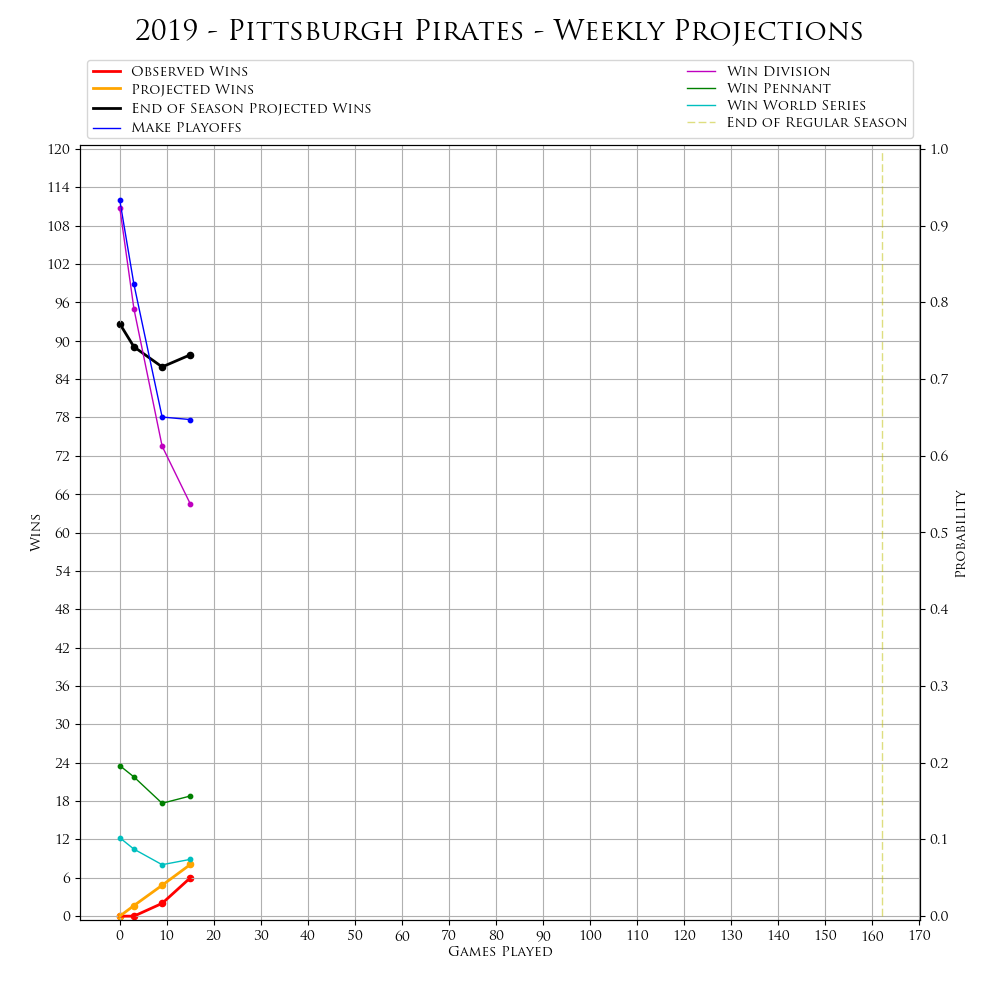 2019 - Pittsburgh Pirates - Weekly Projections
Observed Wins
Projected Wins
End of Season Projected Wins
Make Playoffs
Win Division
Win Pennant
Win World Series
End of Regular Season
120
114
108
102
96
90
84
78
72
66
60
54
48
42
36
30
24
18
12
6
0
Wins
1.0
0.9
0.8
0.7
0.6
0.5
0.4
0.3
0.2
0.1
0.0
Probability
0 10 20 30 40 50 60 70 80 90 100 110 120 130 140 150 160 170
Games Played